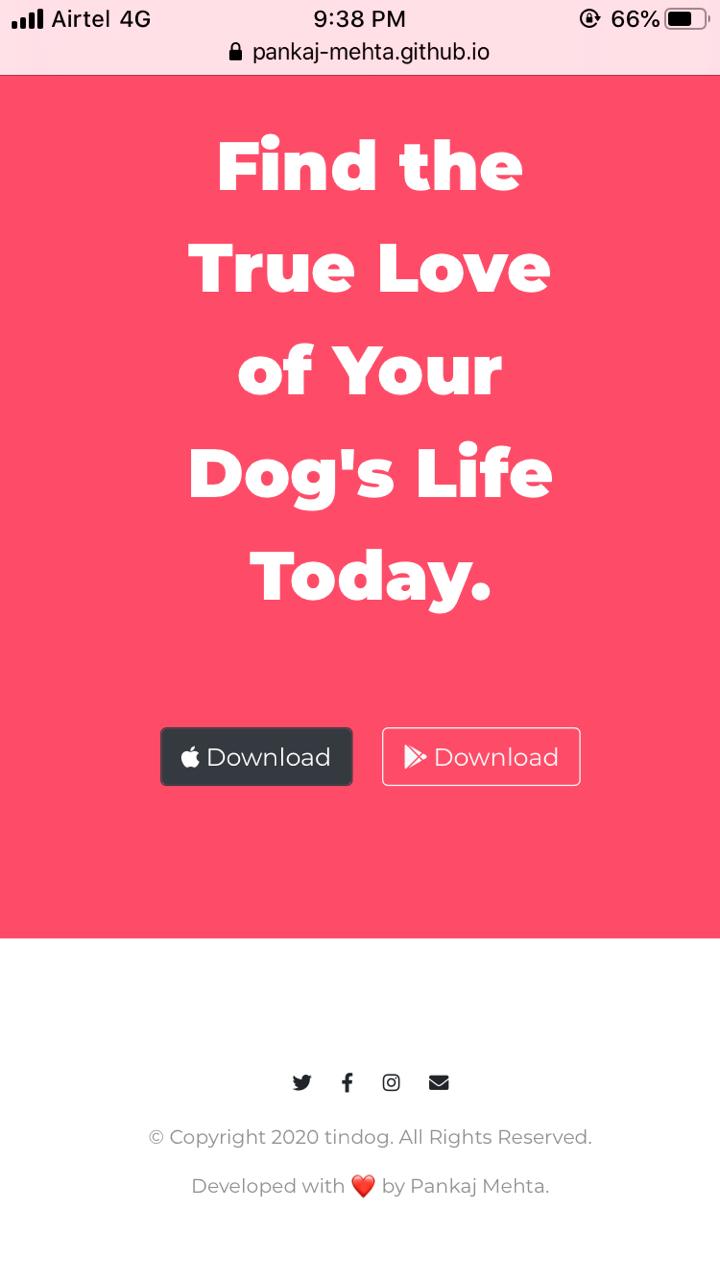 Airtel 4G 9:38 PM 66%
pankaj-mehta.github.io
Find the
True Love
of Your
Dog's Life
Today.
Download Download
© Copyright 2020 tindog. All Rights Reserved.
Developed with ❤️ by Pankaj Mehta.